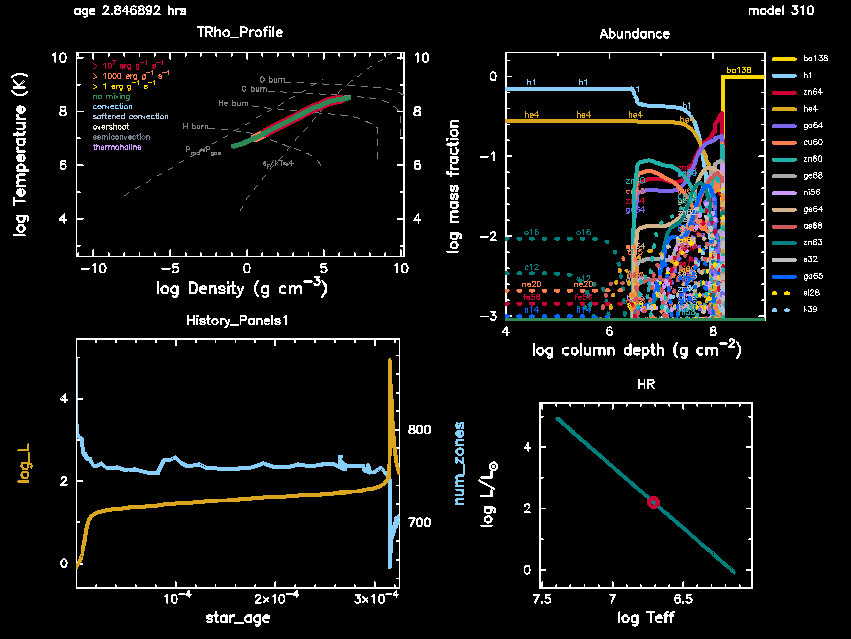 age 2.846892 hrs
model 310
TRho_Profile
log Temperature (K)
10
8
6
4
> 10⁷ erg g⁻¹ s⁻¹
> 1000 erg g⁻¹ s⁻¹
> 1 erg g⁻¹ s⁻¹
no mixing
convection
softened convection
overshoot
semiconvection
thermohaline
O burn
C burn
He burn
H burn
Prad≈Pgas
10
8
6
4
−10
−5
0
5
10
log Density (g cm⁻³)
Abundance
log mass fraction
0
−1
−2
−3
h1
h1
h1
he4
he4
he4
ba138
o16
o16
c12
ne20
ne20
fe56
fe56
n14
n14
4
6
8
log column depth (g cm⁻²)
ba138
h1
zn64
he4
ga64
cu60
zn60
ge68
ni56
ge64
as68
zn63
s32
ga65
si28
k39
History_Panels1
log_L
4
2
0
800
700
num_zones
10⁻⁴
2×10⁻⁴
3×10⁻⁴
star_age
HR
log L/L⊙
4
2
0
7.5
7
6.5
log Teff